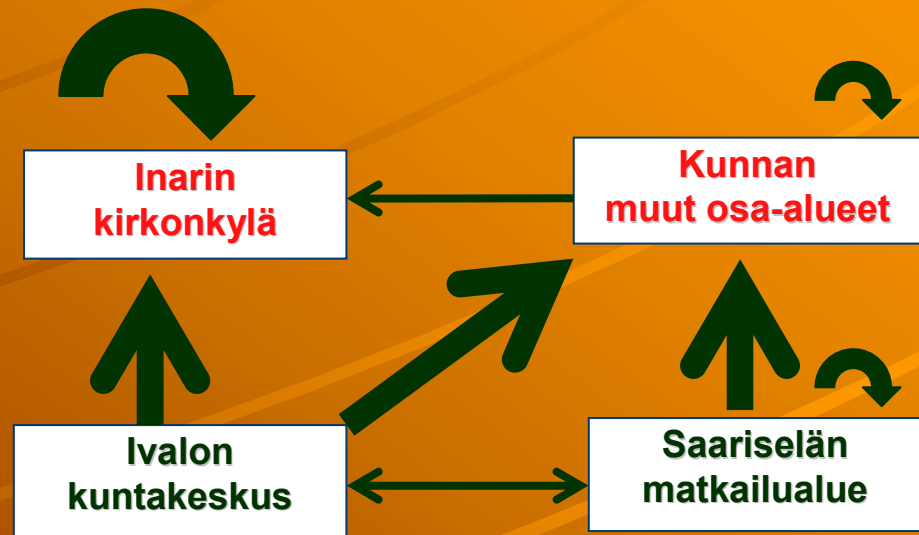 Inarin
kirkonkylä
Kunnan
muut osa-alueet
Ivalon
kuntakeskus
Saariselän
matkailualue